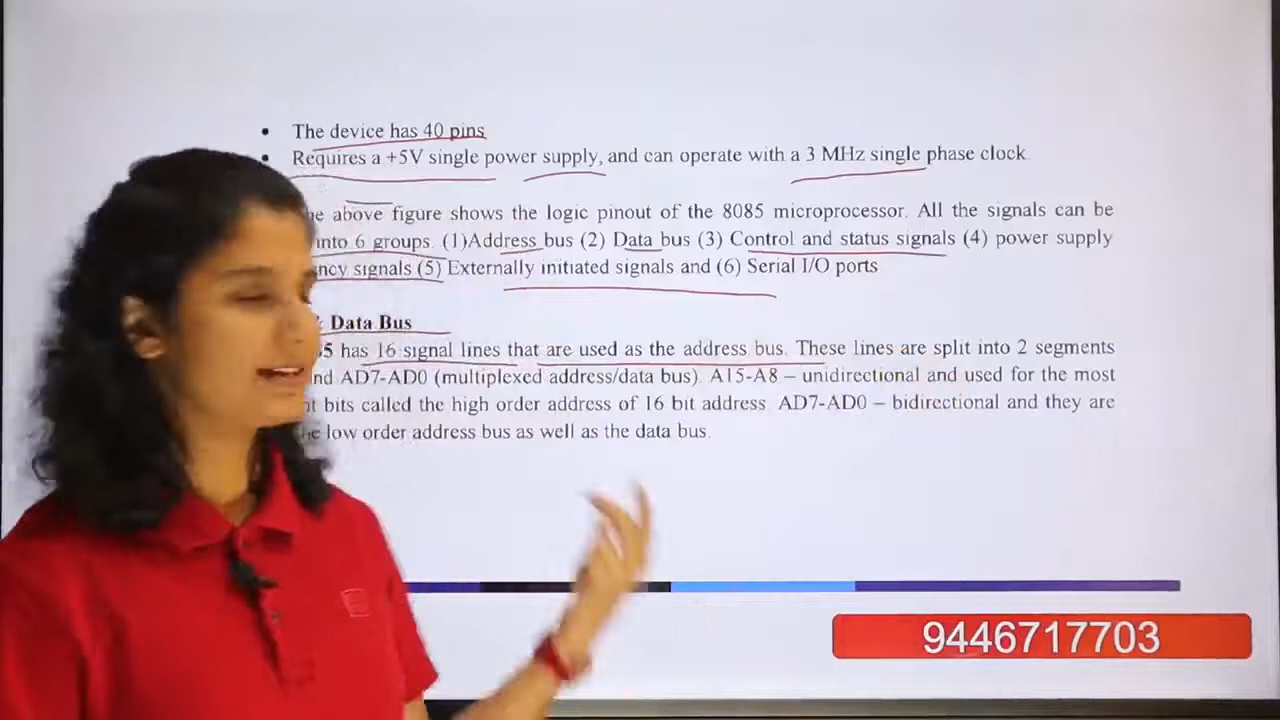 • The device has 40 pins
• Requires a +5V single power supply, and can operate with a 3 MHz single phase clock.
above figure shows the logic pinout of the 8085 microprocessor. All the signals can be
into 6 groups. (1)Address bus (2) Data bus (3) Control and status signals (4) power supply
signals (5) Externally initiated signals and (6) Serial I/O ports
Data Bus
5 has 16 signal lines that are used as the address bus. These lines are split into 2 segments
AD7-AD0 (multiplexed address/data bus). A15-A8 – unidirectional and used for the most
bits called the high order address of 16 bit address. AD7-AD0 – bidirectional and they are
low order address bus as well as the data bus.
9446717703